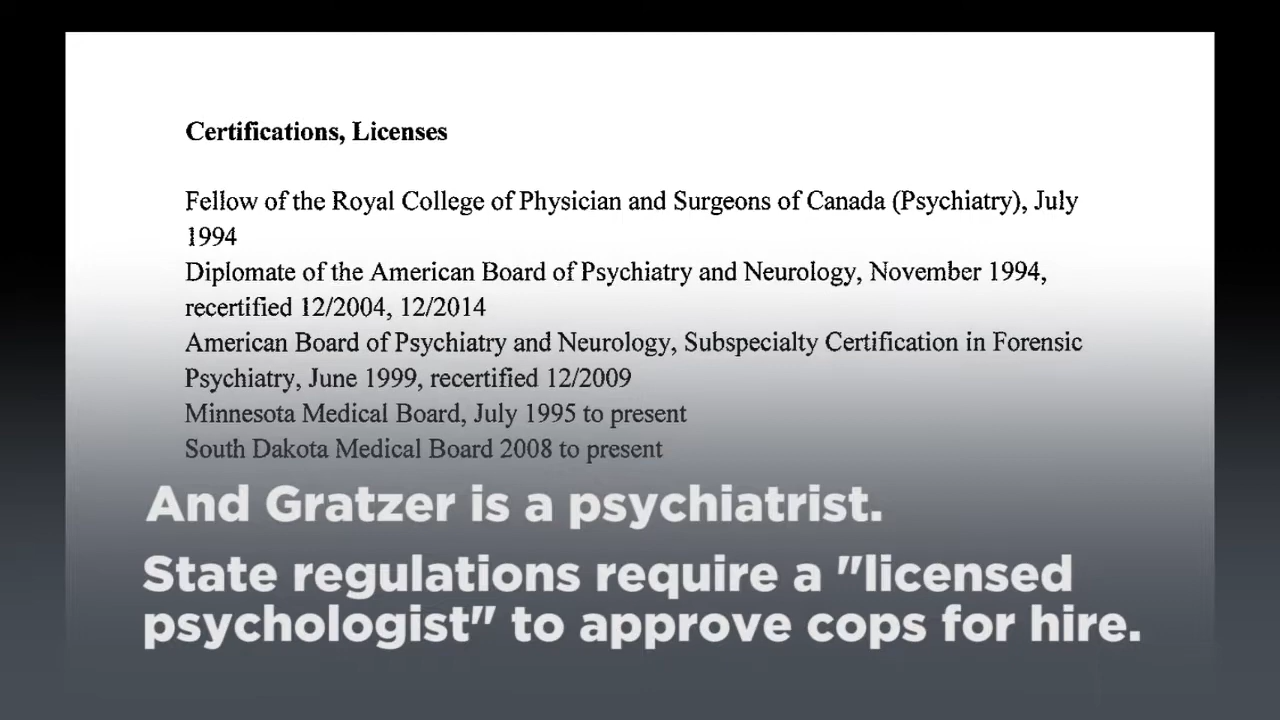 Certifications, Licenses
Fellow of the Royal College of Physician and Surgeons of Canada (Psychiatry), July
1994
Diplomate of the American Board of Psychiatry and Neurology, November 1994,
recertified 12/2004, 12/2014
American Board of Psychiatry and Neurology, Subspecialty Certification in Forensic
Psychiatry, June 1999, recertified 12/2009
Minnesota Medical Board, July 1995 to present
South Dakota Medical Board 2008 to present
And Gratzer is a psychiatrist.
State regulations require a "licensed
psychologist" to approve cops for hire.